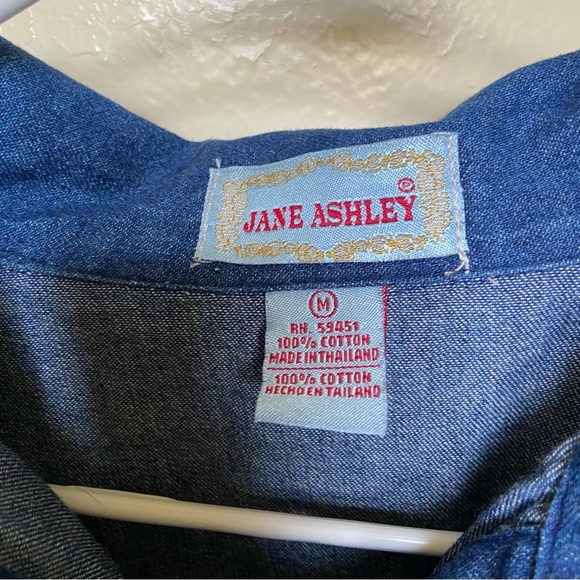 JANE ASHLEY ®
M
RN. 59451
100% COTTON
MADE IN THAILAND
100% COTTON
HECHO EN TAILAND